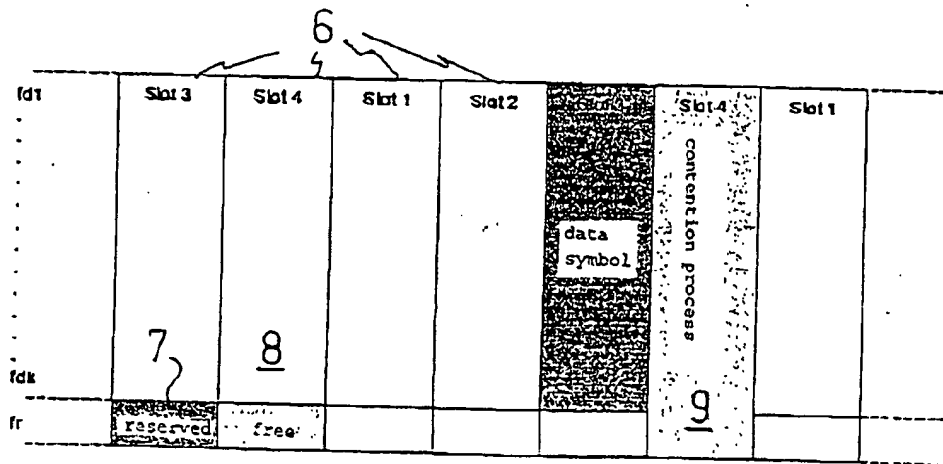 6
fd1
Slot 3
Slot 4
Slot 1
Slot 2
Slot 4
Slot 1
contention process
data
symbol
7
8
9
fdk
fr
reserved
free